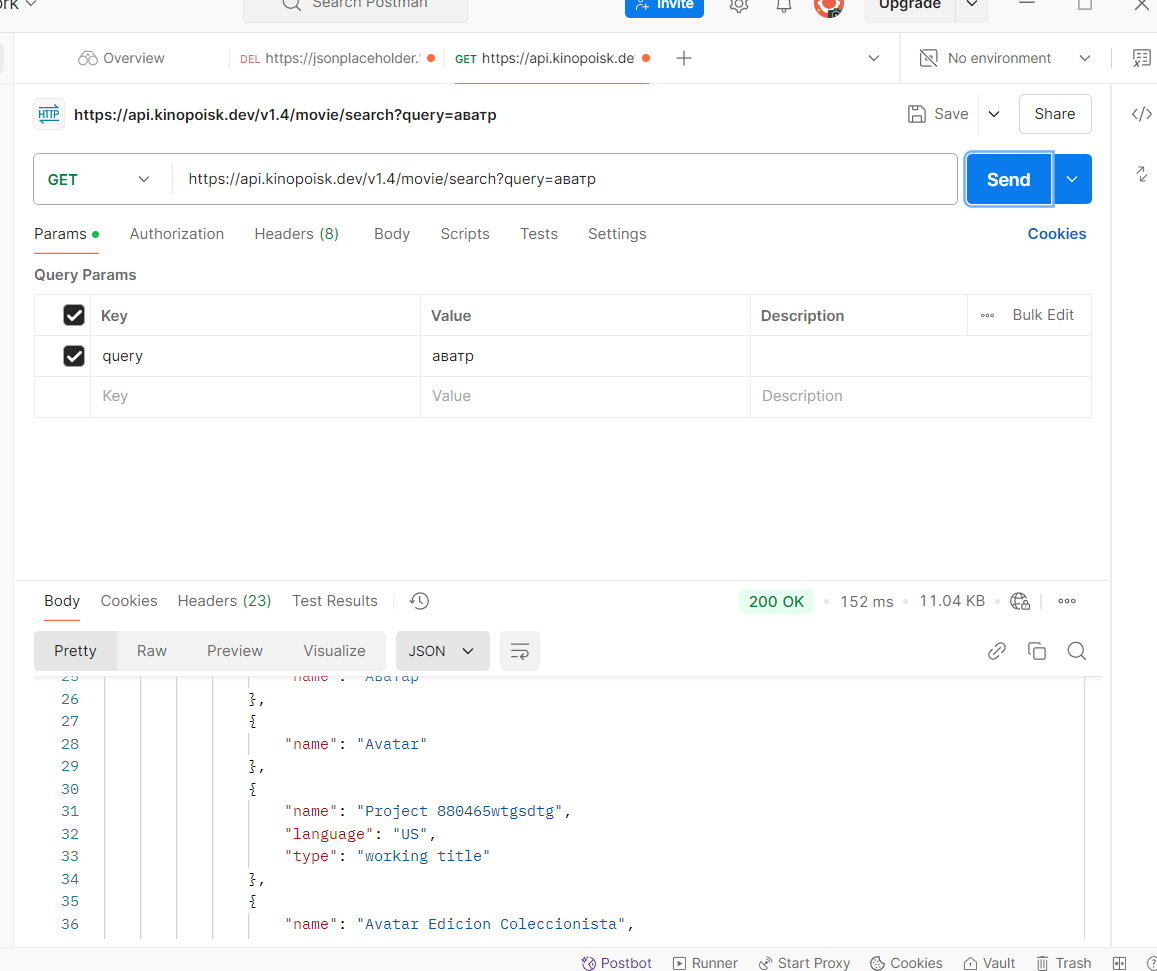 Search Postman
Invite
Upgrade
Overview
DEL https://jsonplaceholder.
GET https://api.kinopoisk.de
No environment
HTTP
https://api.kinopoisk.dev/v1.4/movie/search?query=аватр
Save
Share
GET
https://api.kinopoisk.dev/v1.4/movie/search?query=аватр
Send
Params
Authorization
Headers (8)
Body
Scripts
Tests
Settings
Cookies
Query Params
Key
Value
Description
Bulk Edit
query
аватр
Key
Value
Description
Body
Cookies
Headers (23)
Test Results
200 OK
152 ms
11.04 KB
Pretty
Raw
Preview
Visualize
JSON
25 "name": "Аватар"
26 },
27 {
28 "name": "Avatar"
29 },
30 {
31 "name": "Project 880465wtgsdtg",
32 "language": "US",
33 "type": "working title"
34 },
35 {
36 "name": "Avatar Edicion Coleccionista",
Postbot
Runner
Start Proxy
Cookies
Vault
Trash